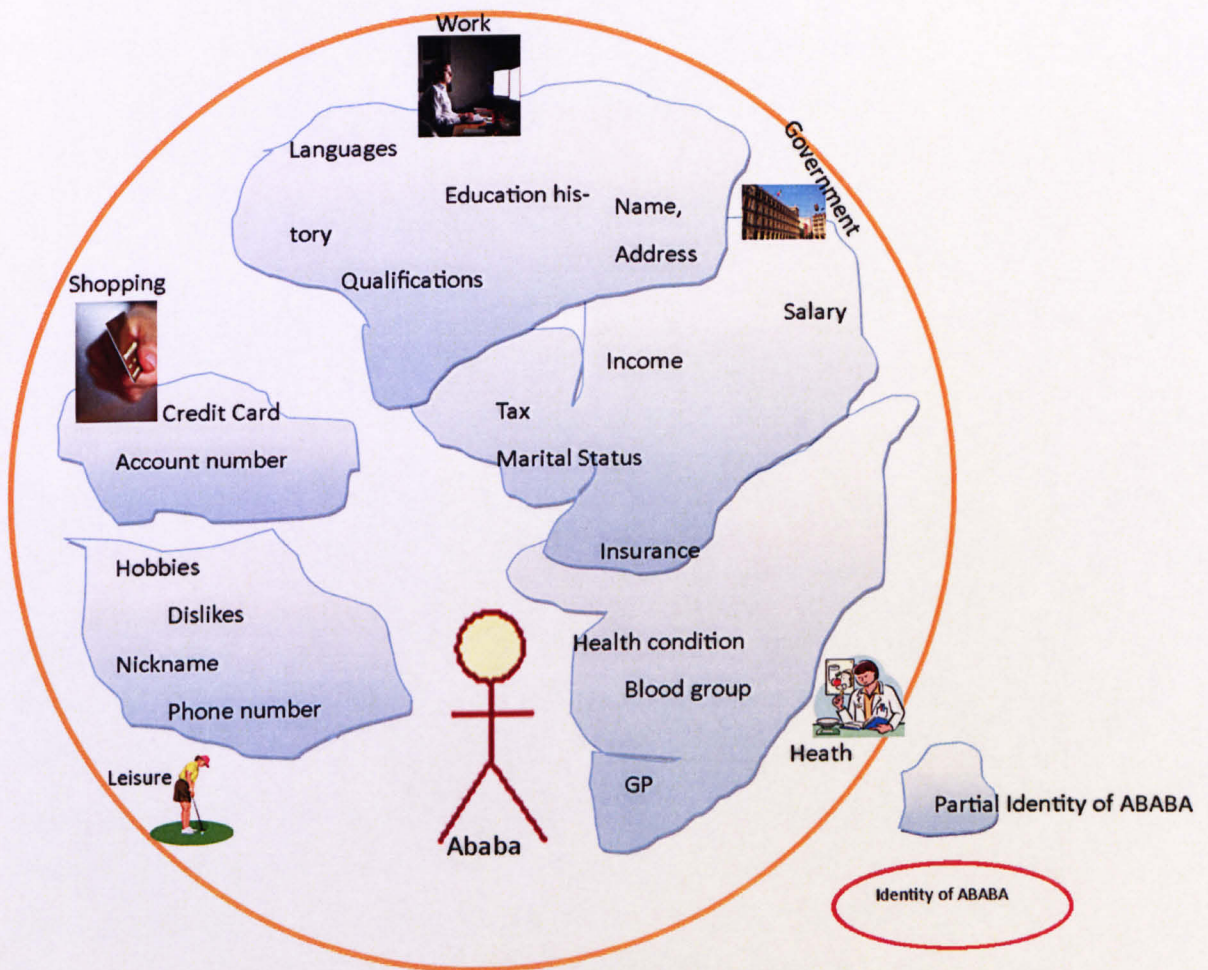 Work
Government
Languages
Education his-
tory
Name,
Address
Qualifications
Shopping
Salary
Income
Credit Card
Tax
Account number
Marital Status
Insurance
Hobbies
Dislikes
Nickname
Phone number
Health condition
Blood group
Heath
GP
Leisure
Ababa
Partial Identity of ABABA
Identity of ABABA